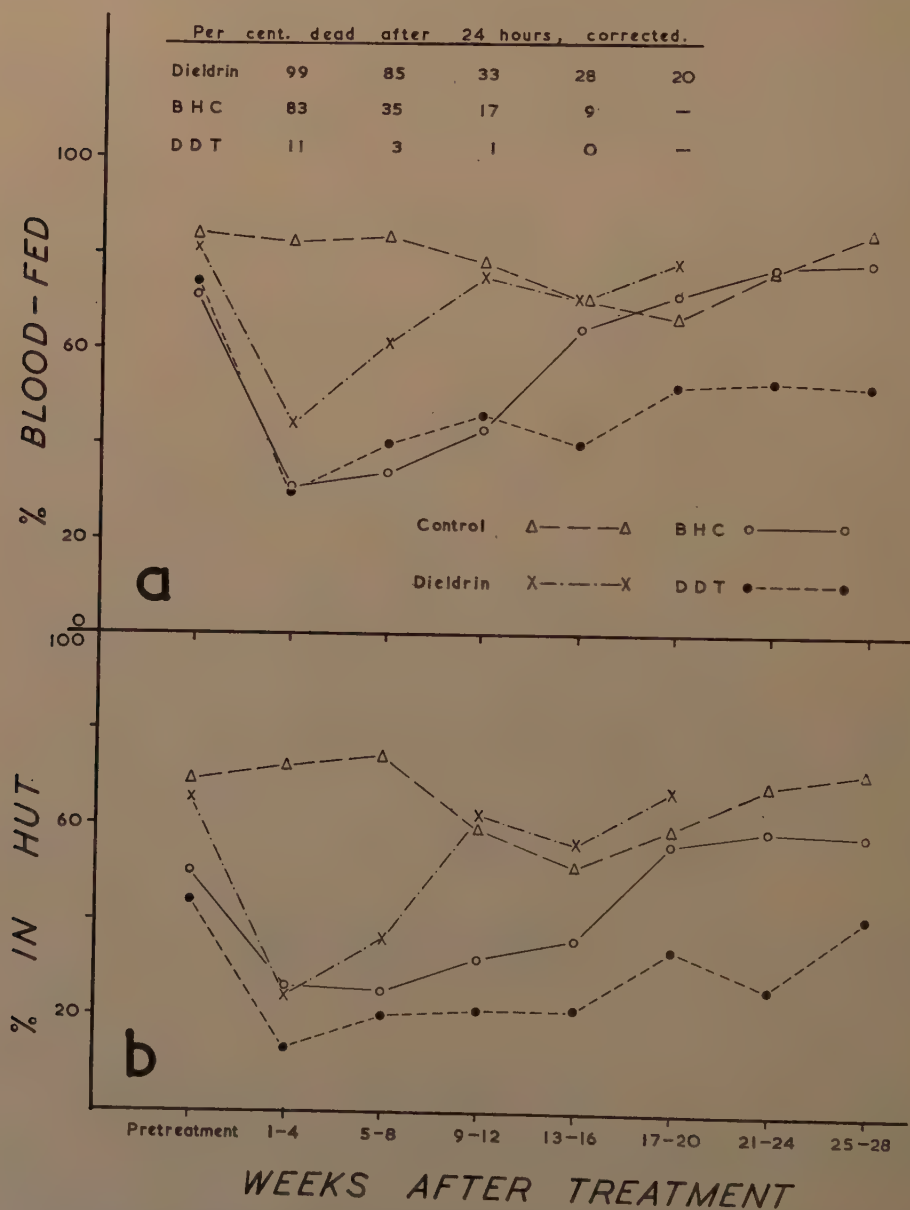 Per cent. dead after 24 hours, corrected.
Dieldrin 99 85 33 28 20
BHC 83 35 17 9 —
DDT 11 3 1 0 —
100
60
20
0
% BLOOD-FED
Control BHC
Dieldrin DDT
a
100
60
20
% IN HUT
b
Pretreatment 1-4 5-8 9-12 13-16 17-20 21-24 25-28
WEEKS AFTER TREATMENT